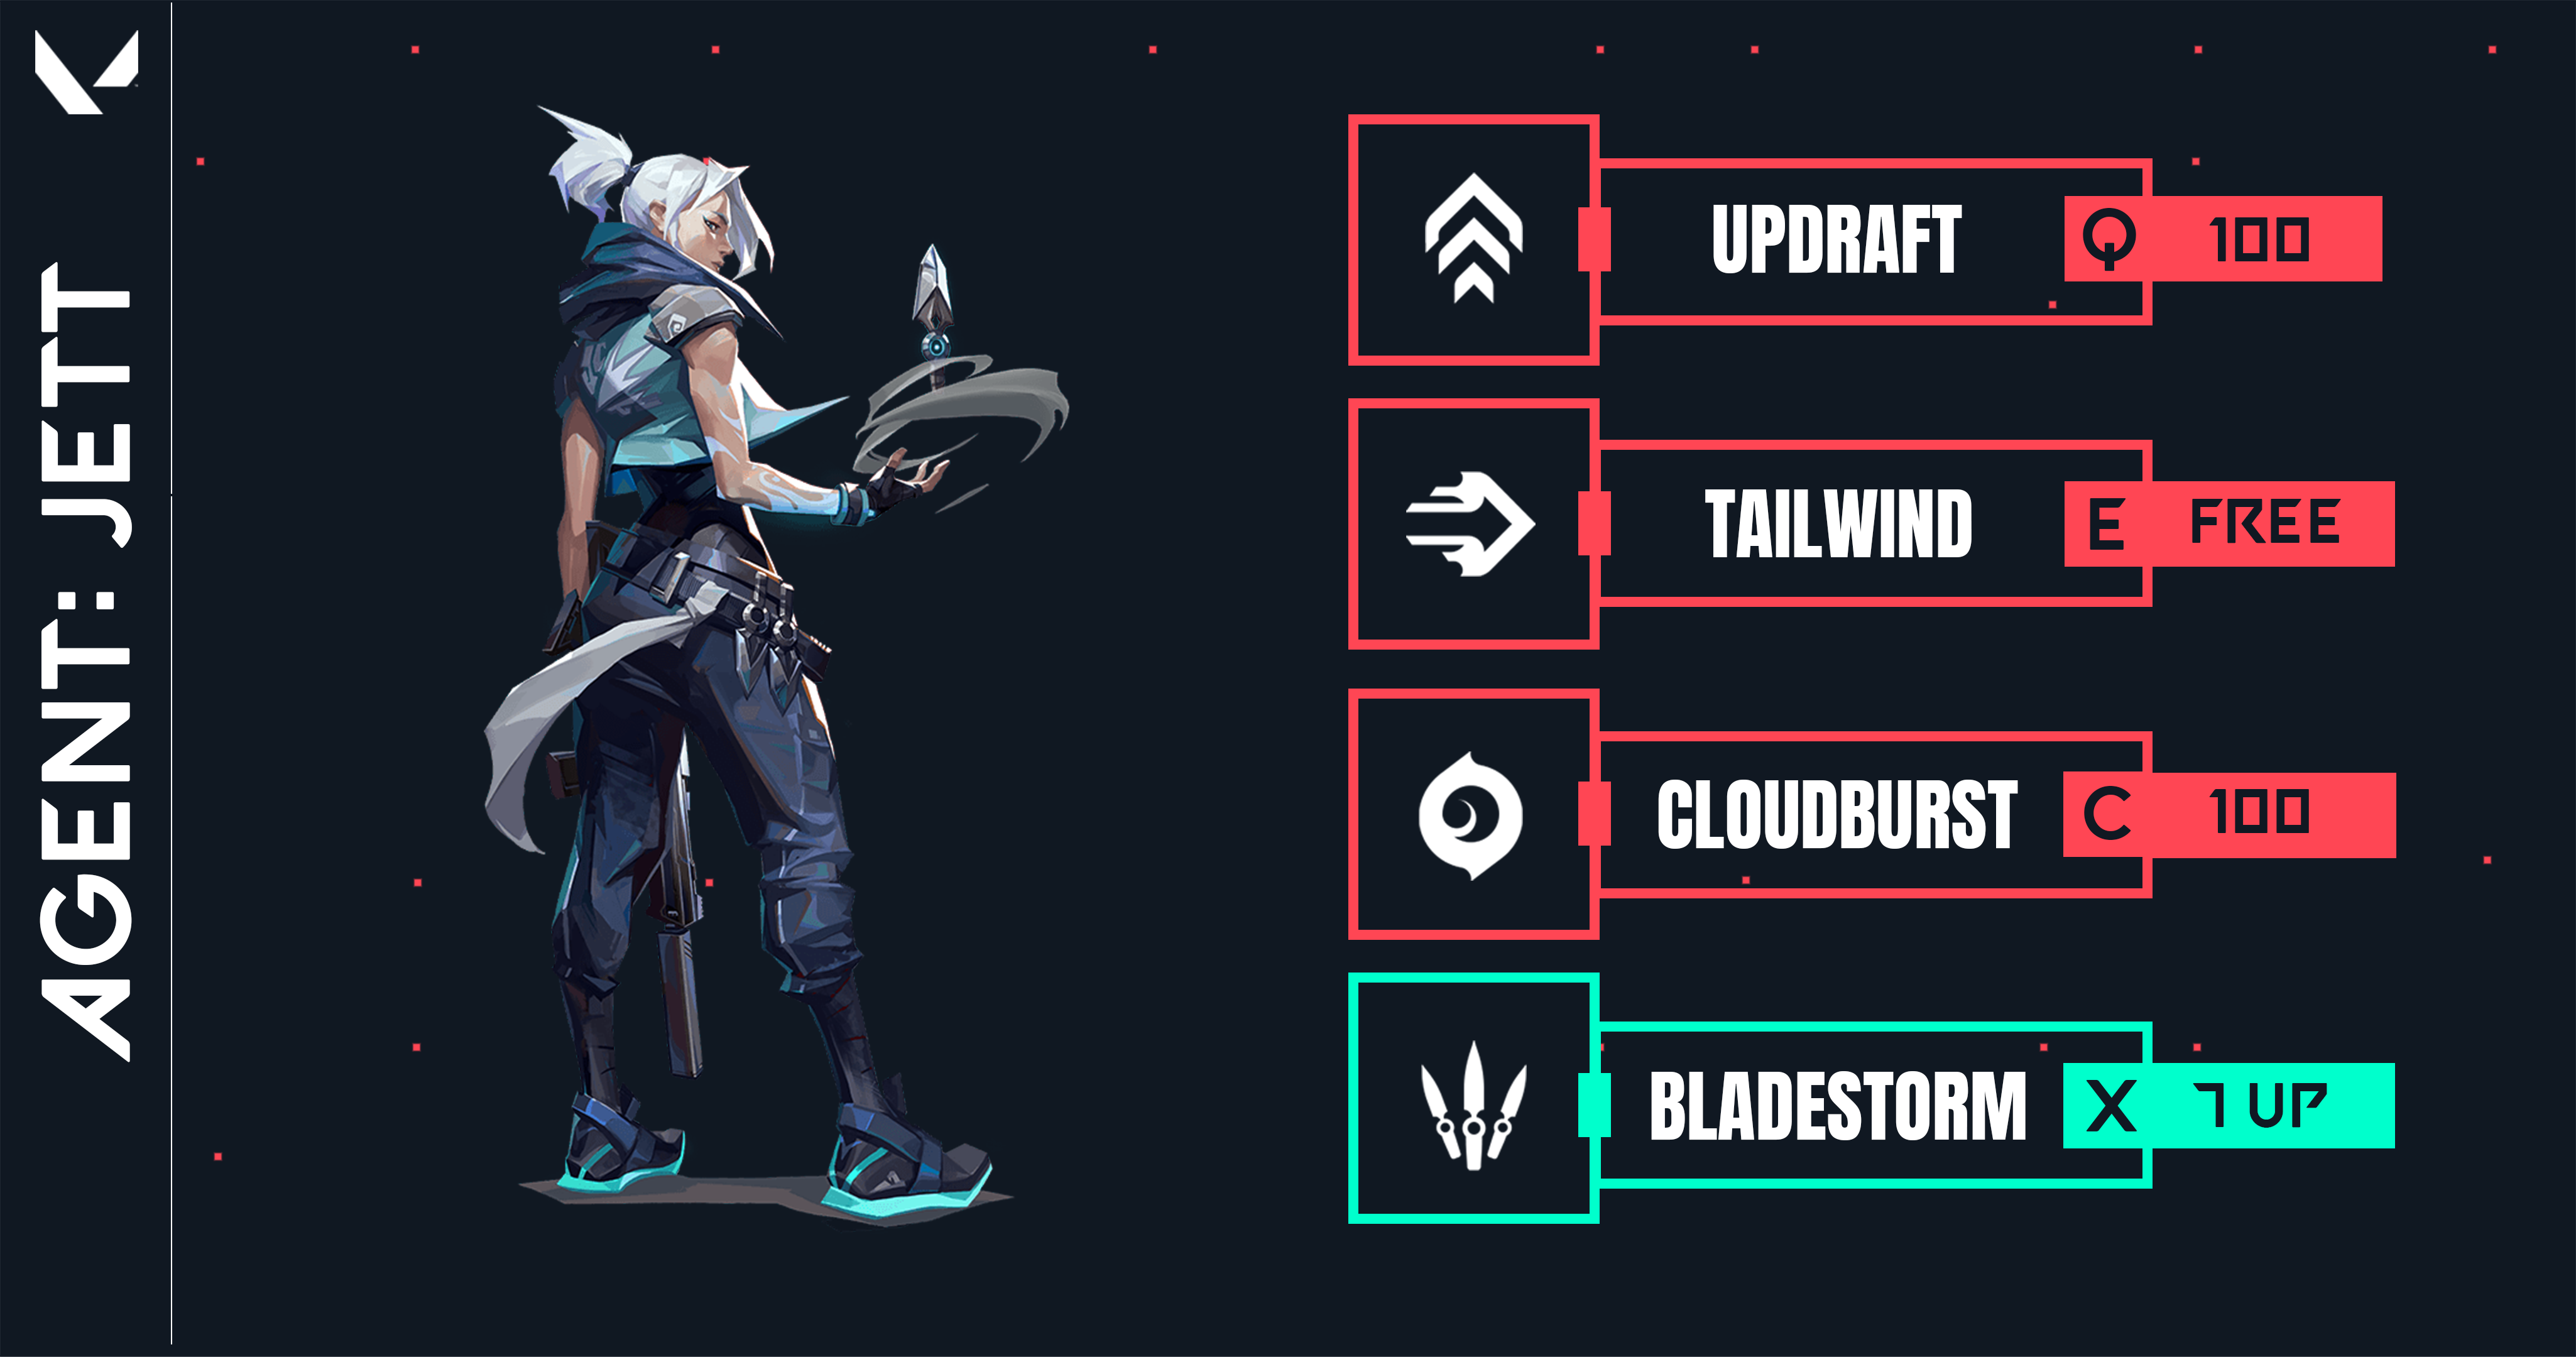 AGENT: JETT
UPDRAFT
Q 100
TAILWIND
E FREE
CLOUDBURST
C 100
BLADESTORM
X 7 UP